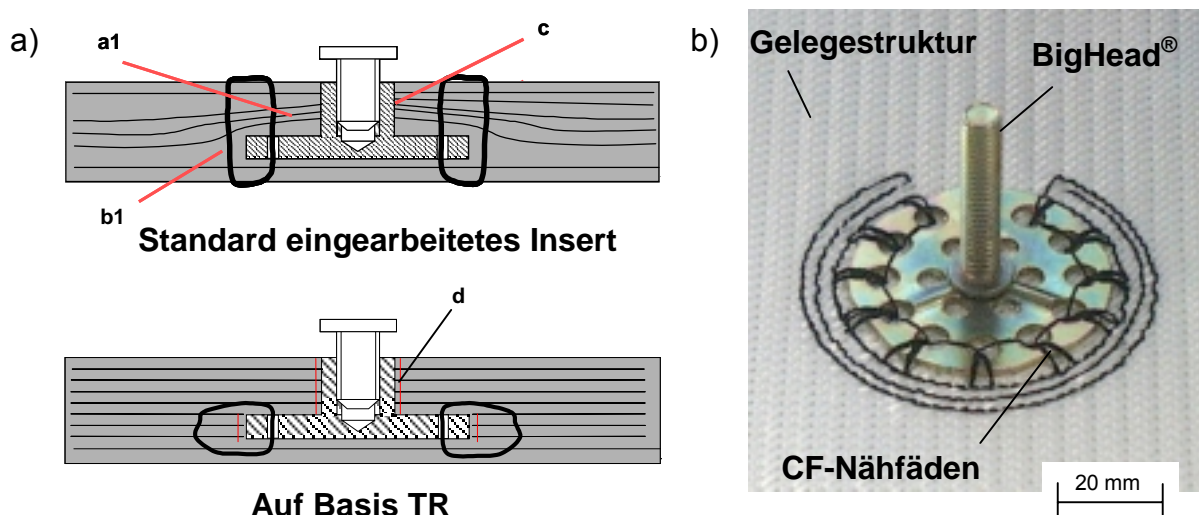 a)
a1
c
b1
Standard eingearbeitetes Insert
d
Auf Basis TR
b)
Gelegestruktur
BigHead®
CF-Nähfäden
20 mm